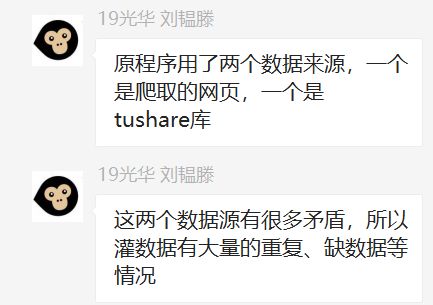 19光华 刘韫滕
原程序用了两个数据来源，一个
是爬取的网页，一个是
tushare库
19光华 刘韫滕
这两个数据源有很多矛盾，所以
灌数据有大量的重复、缺数据等
情况